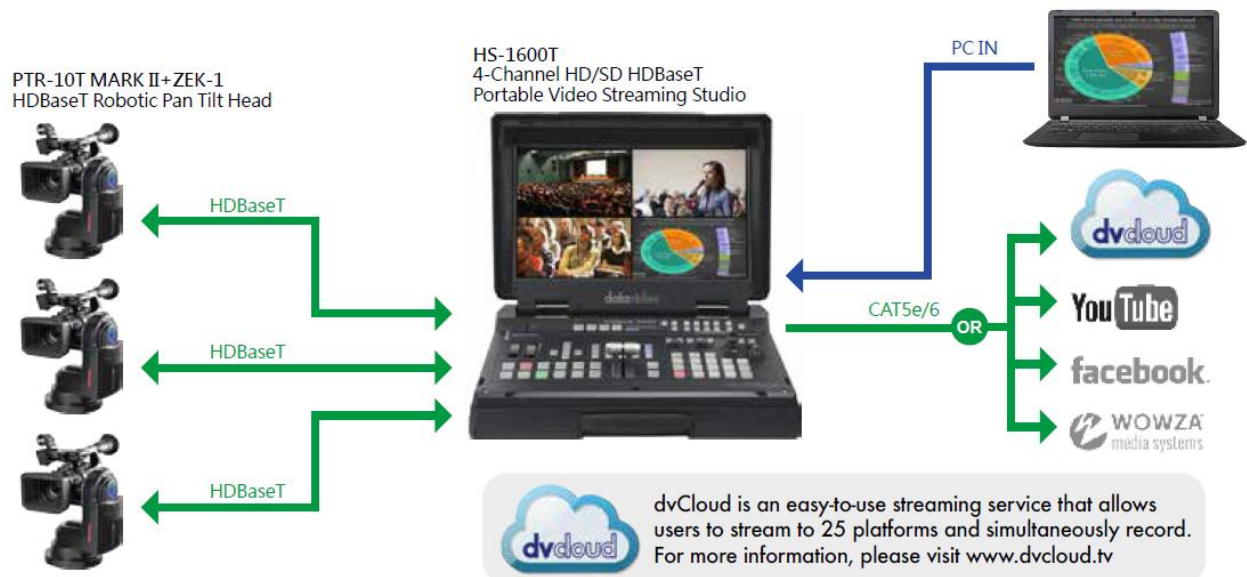 PTR-10T MARK II+ZEK-1
HDBaseT Robotic Pan Tilt Head
HDBaseT
HDBaseT
HDBaseT
HS-1600T
4-Channel HD/SD HDBaseT
Portable Video Streaming Studio
datavideo
PC IN
CAT5e/6
OR
dvcloud
YouTube
facebook.
WOWZA
media systems
dvcloud
dvCloud is an easy-to-use streaming service that allows
users to stream to 25 platforms and simultaneously record.
For more information, please visit www.dvcloud.tv